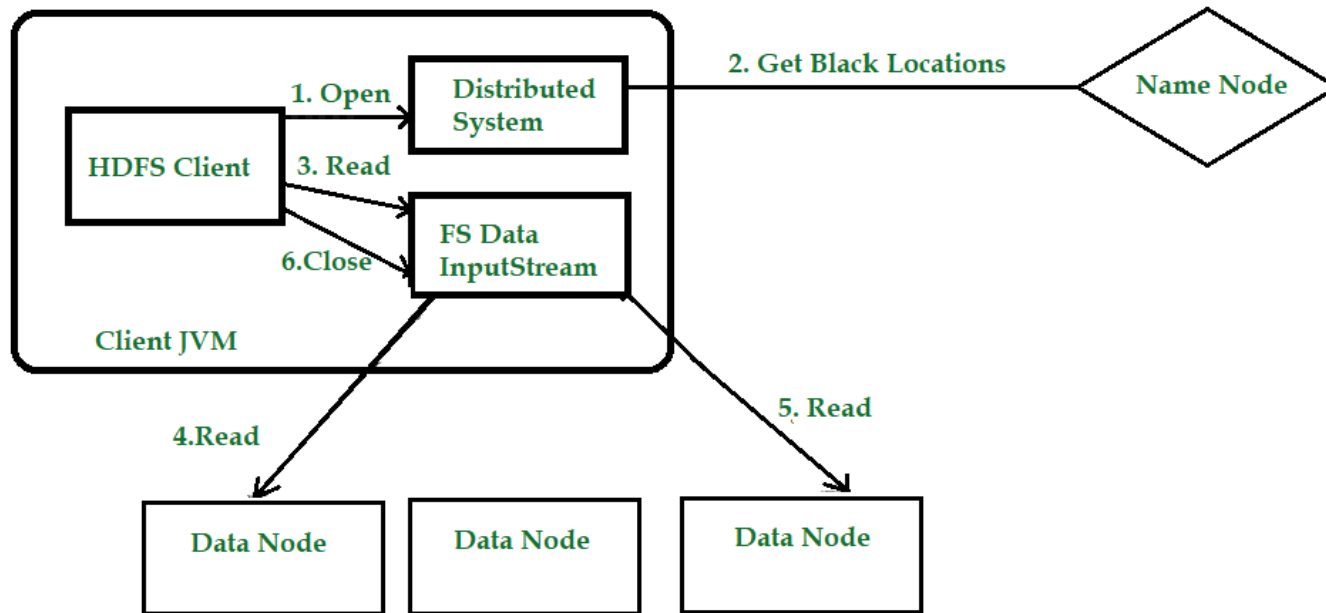 2. Get Black Locations
1. Open
Distributed
System
Name Node
HDFS Client
3. Read
FS Data
InputStream
6.Close
Client JVM
4.Read
5. Read
Data Node
Data Node
Data Node